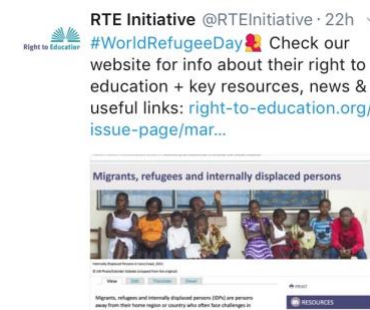 RTE Initiative @RTEInitiative · 22h
Right to Education
#WorldRefugeeDay Check our
website for info about their right to
education + key resources, news &
useful links: right-to-education.org/
issue-page/mar...
Migrants, refugees and internally displaced persons
View
Edit
Translate
PRINT
Migrants, refugees and internally displaced persons (IDPs) are persons
away from their home region or country who often face challenges in
RESOURCES